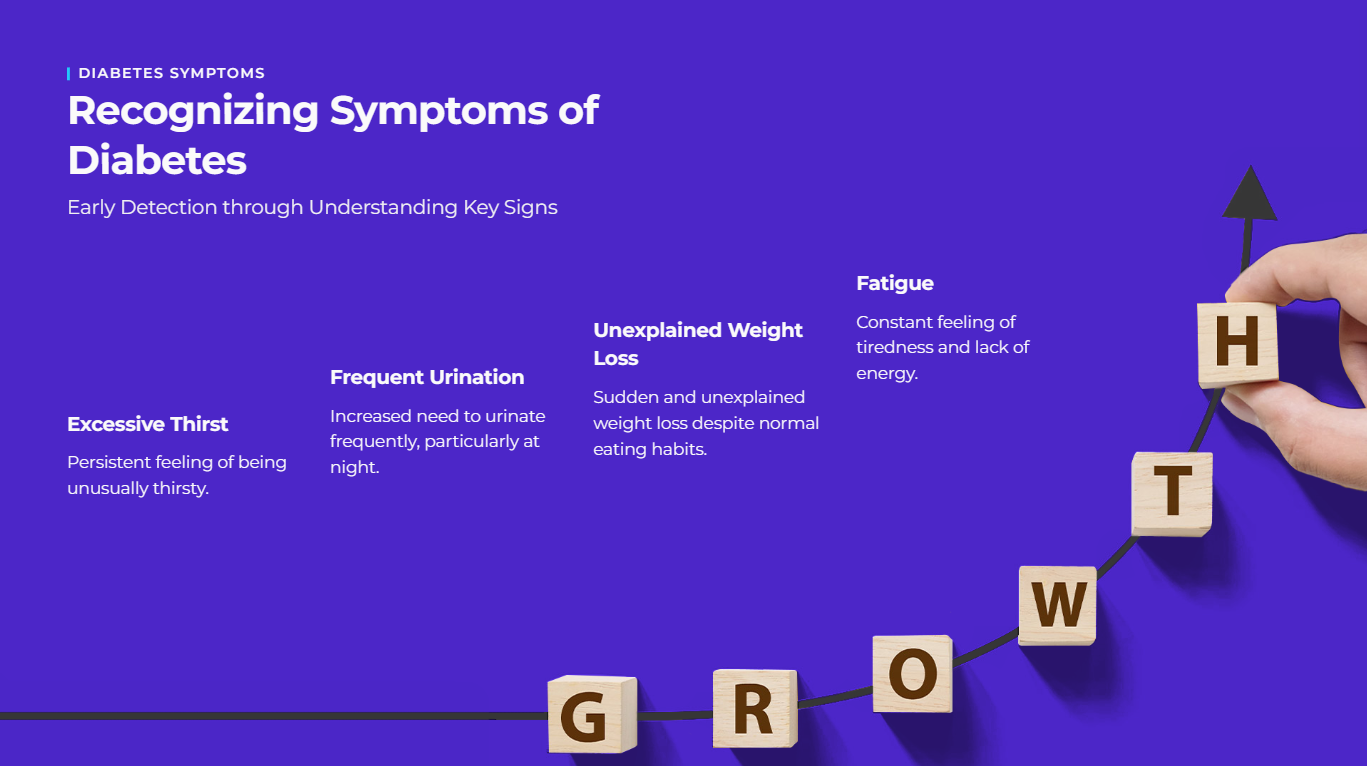 DIABETES SYMPTOMS
Recognizing Symptoms of
Diabetes
Early Detection through Understanding Key Signs
Excessive Thirst
Persistent feeling of being
unusually thirsty.
Frequent Urination
Increased need to urinate
frequently, particularly at
night.
Unexplained Weight
Loss
Sudden and unexplained
weight loss despite normal
eating habits.
Fatigue
Constant feeling of
tiredness and lack of
energy.
GROWTH